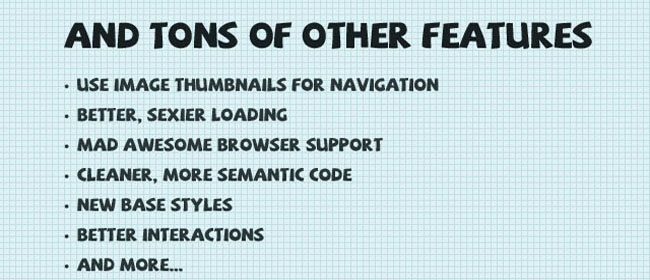 AND TONS OF OTHER FEATURES
• USE IMAGE THUMBNAILS FOR NAVIGATION
• BETTER, SEXIER LOADING
• MAD AWESOME BROWSER SUPPORT
• CLEANER, MORE SEMANTIC CODE
• NEW BASE STYLES
• BETTER INTERACTIONS
• AND MORE...